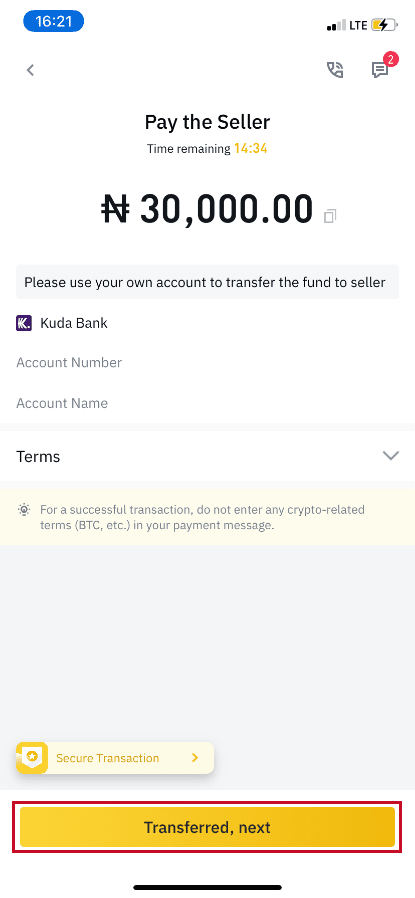 16:21
LTE
2
Pay the Seller
Time remaining 14:34
₦ 30,000.00
Please use your own account to transfer the fund to seller
K. Kuda Bank
Account Number
Account Name
Terms
For a successful transaction, do not enter any crypto-related
terms (BTC, etc.) in your payment message.
Secure Transaction
Transferred, next